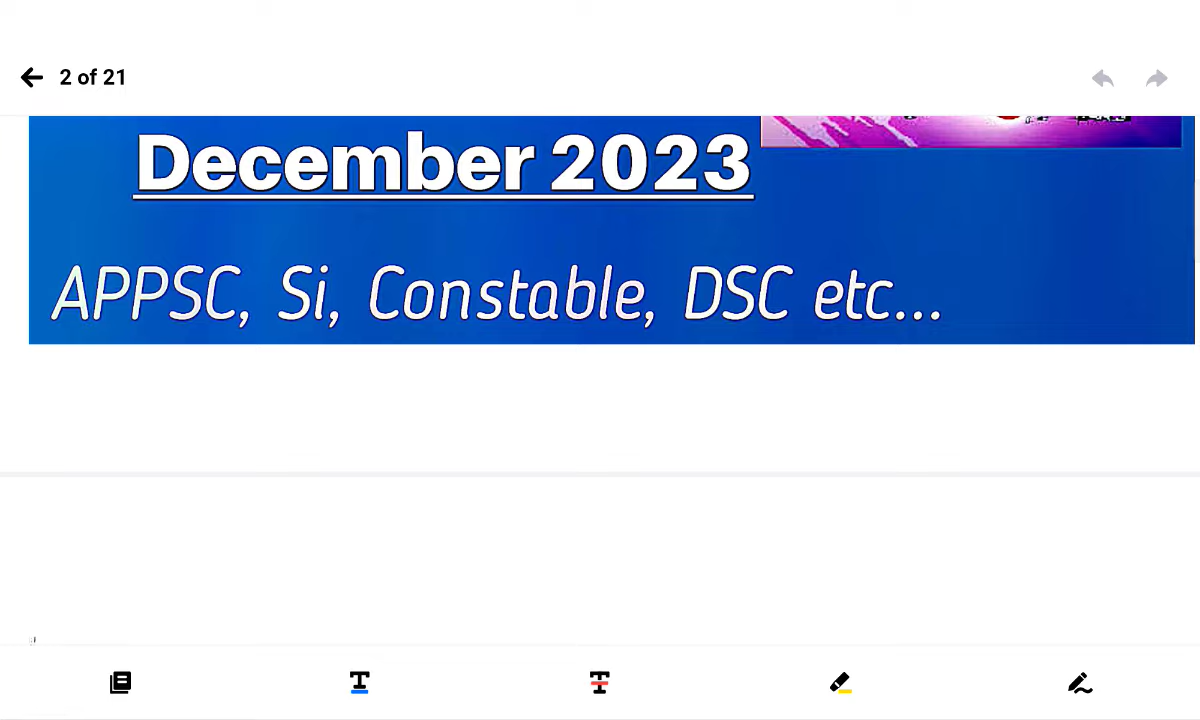 2 of 21
December 2023
APPSC, Si, Constable, DSC etc...